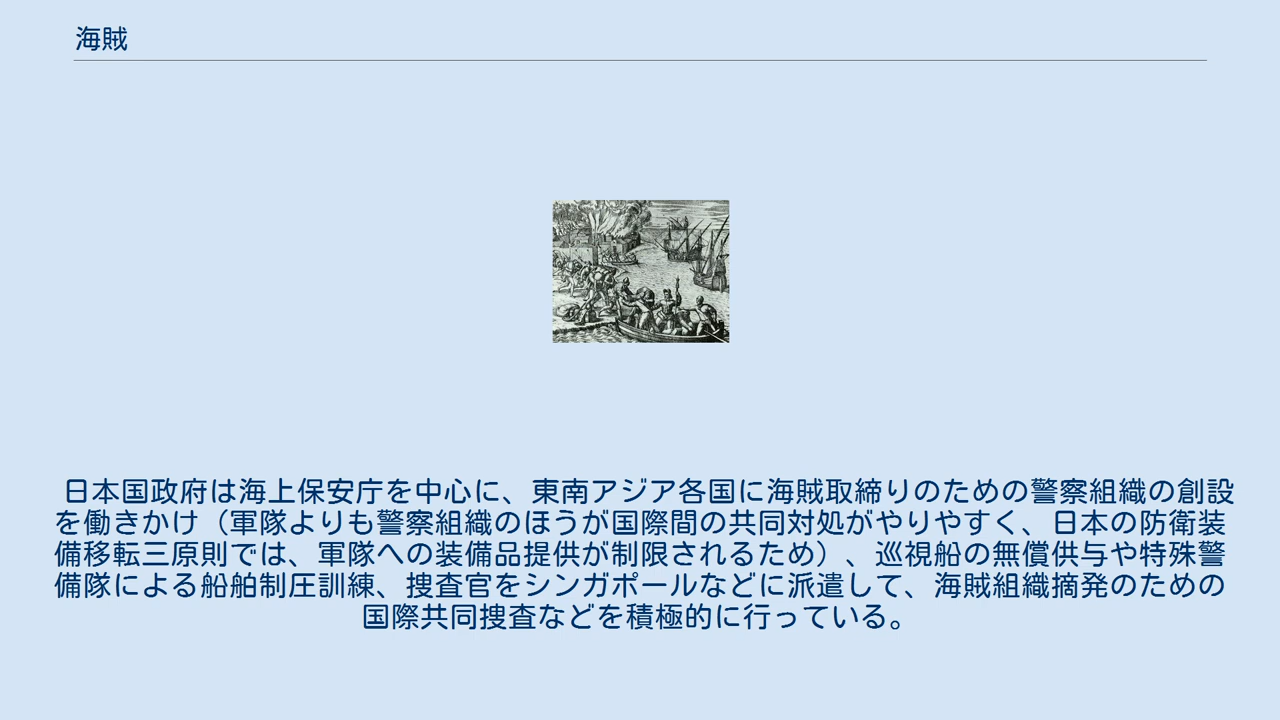 海賊
日本国政府は海上保安庁を中心に、東南アジア各国に海賊取締りのための警察組織の創設
を働きかけ（軍隊よりも警察組織のほうが国際間の共同対処がやりやすく、日本の防衛装
備移転三原則では、軍隊への装備品提供が制限されるため）、巡視船の無償供与や特殊警
備隊による船舶制圧訓練、捜査官をシンガポールなどに派遣して、海賊組織摘発のための
国際共同捜査などを積極的に行っている。